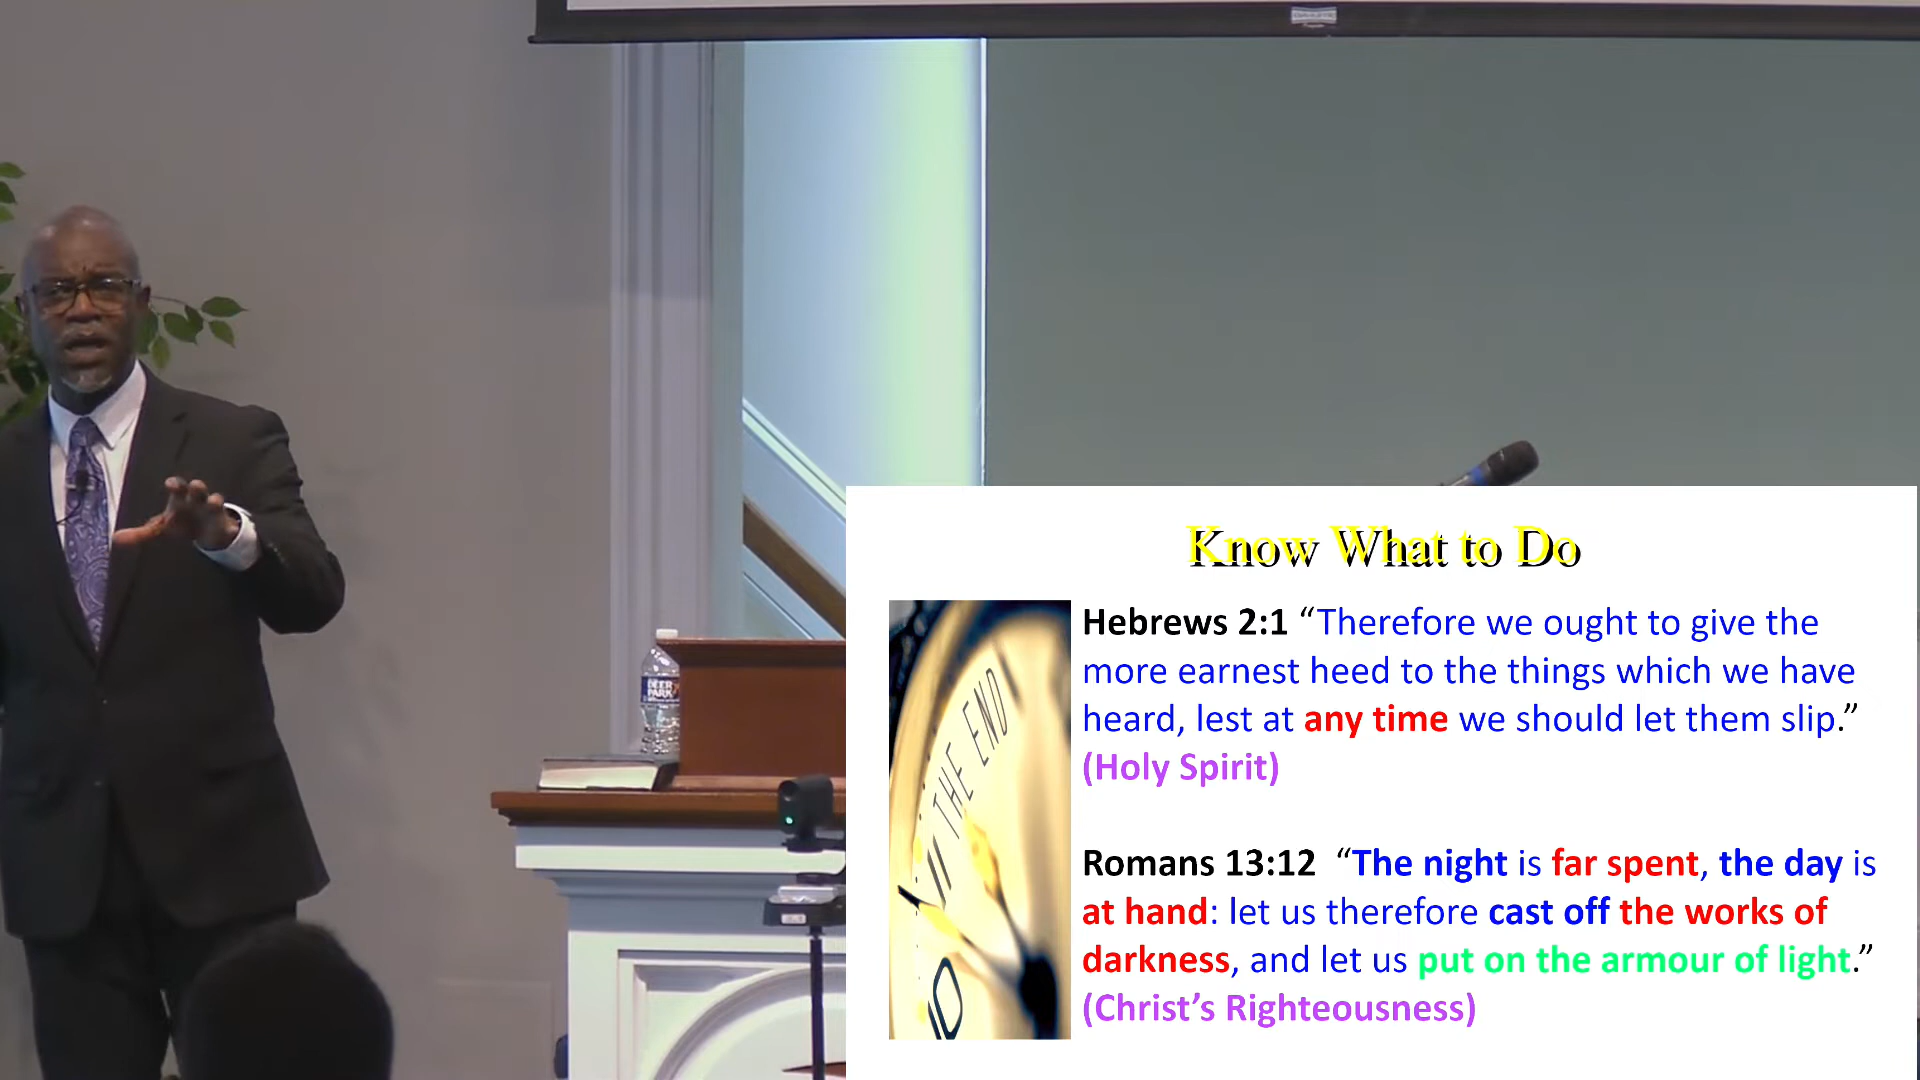 Know What to Do
Hebrews 2:1 “Therefore we ought to give the
more earnest heed to the things which we have
heard, lest at any time we should let them slip.”
(Holy Spirit)
Romans 13:12 “The night is far spent, the day is
at hand: let us therefore cast off the works of
darkness, and let us put on the armour of light.”
(Christ’s Righteousness)
THE END
DEER
PARK